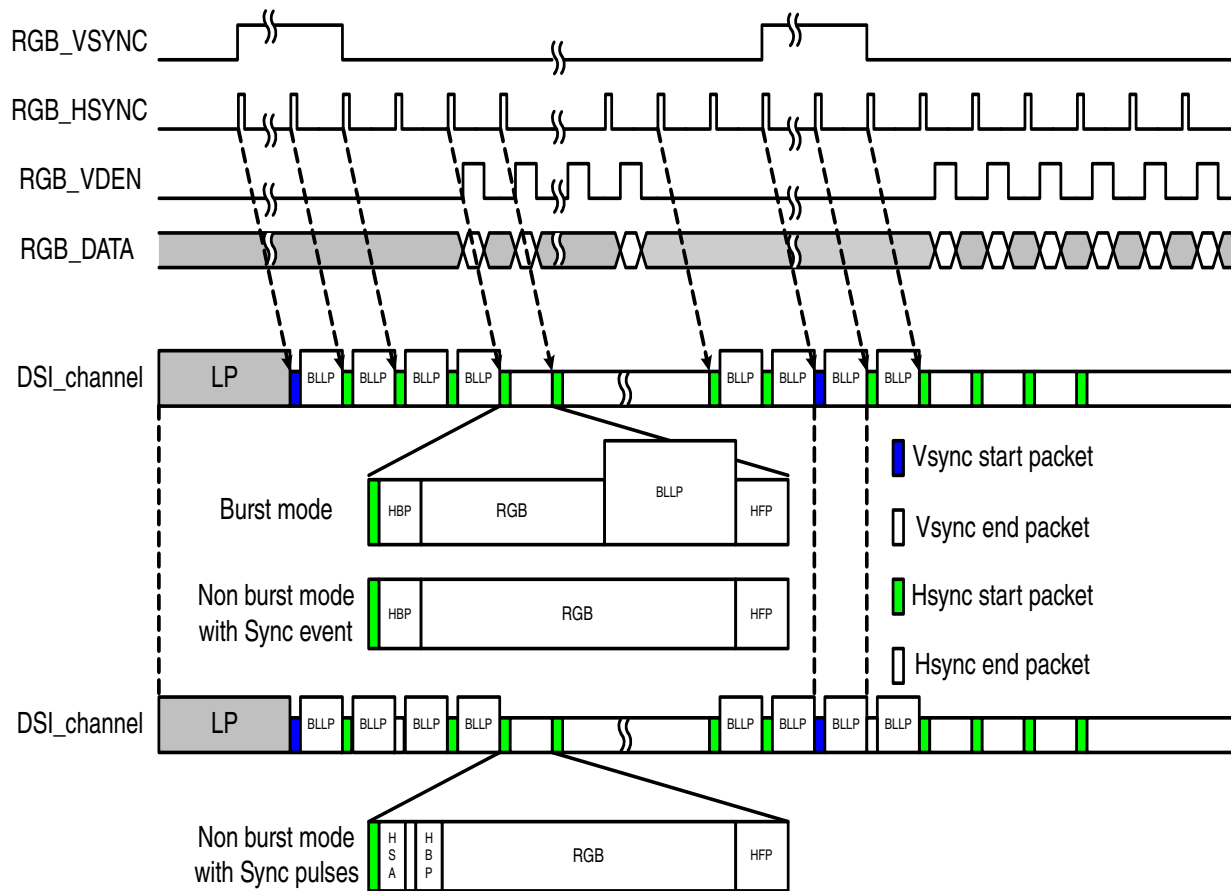 RGB_VSYNC
RGB_HSYNC
RGB_VDEN
RGB_DATA
DSI_channel
LP
BLLP
BLLP
BLLP
BLLP
BLLP
BLLP
BLLP
BLLP
Burst mode
HBP
RGB
BLLP
HFP
Vsync start packet
Vsync end packet
Non burst mode
with Sync event
HBP
RGB
HFP
Hsync start packet
Hsync end packet
DSI_channel
LP
BLLP
BLLP
BLLP
BLLP
BLLP
BLLP
BLLP
BLLP
Non burst mode
with Sync pulses
HSA
HBP
RGB
HFP